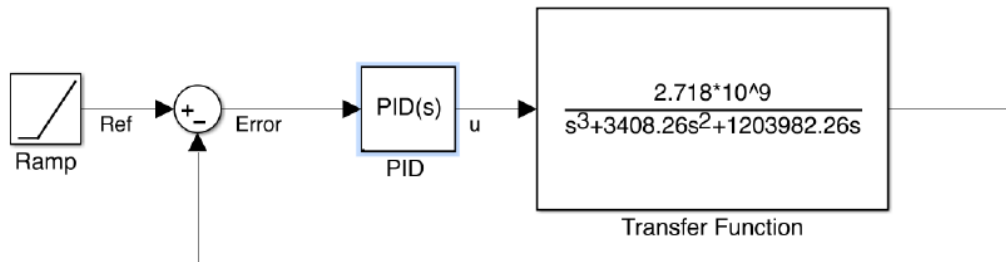 Ramp
Ref
+
−
Error
PID(s)
PID
u
2.718*10^9
s3+3408.26s2+1203982.26s
Transfer Function